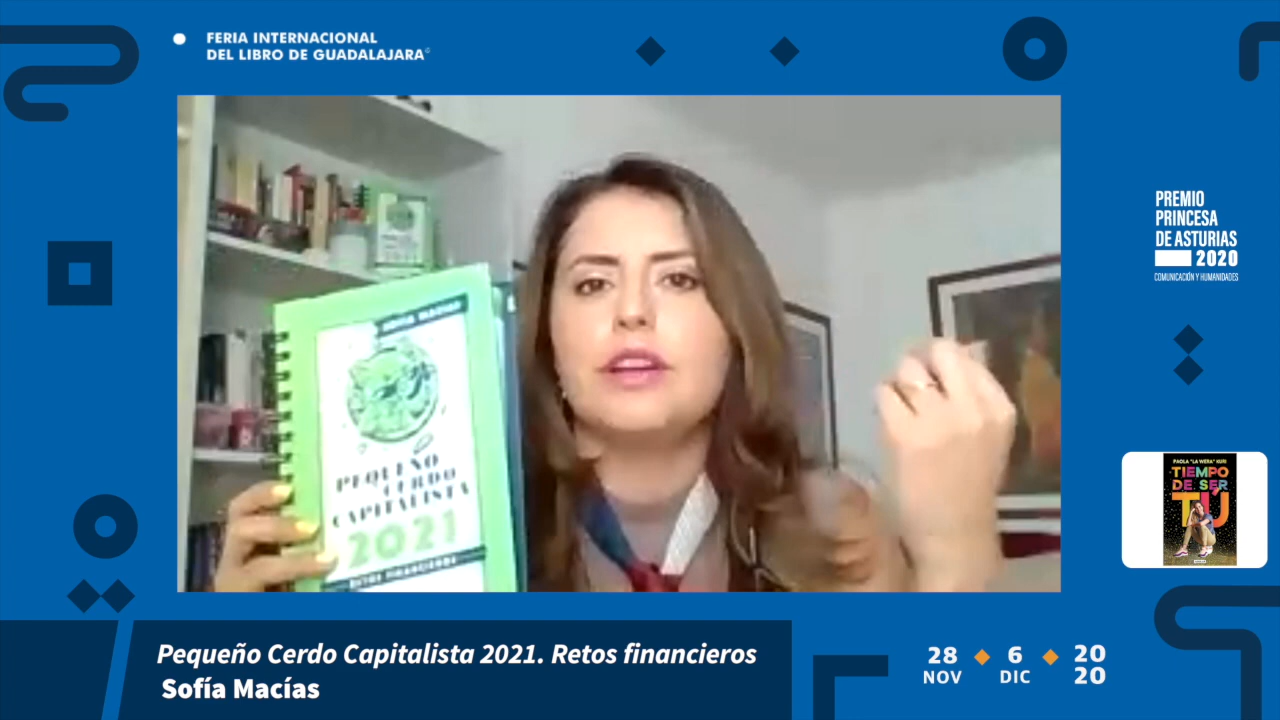 FERIA INTERNACIONAL
DEL LIBRO DE GUADALAJARA
PREMIO
PRINCESA
DE ASTURIAS
2020
COMUNICACIÓN Y HUMANIDADES
SOFÍA MACÍAS
PEQUEÑO
CERDO
CAPITALISTA
2021
RETOS FINANCIEROS
PAOLA "LA WERA" KURI
TIEMPO
DE SER
TÚ
Pequeño Cerdo Capitalista 2021. Retos financieros
Sofía Macías
28 6 20
NOV DIC 20